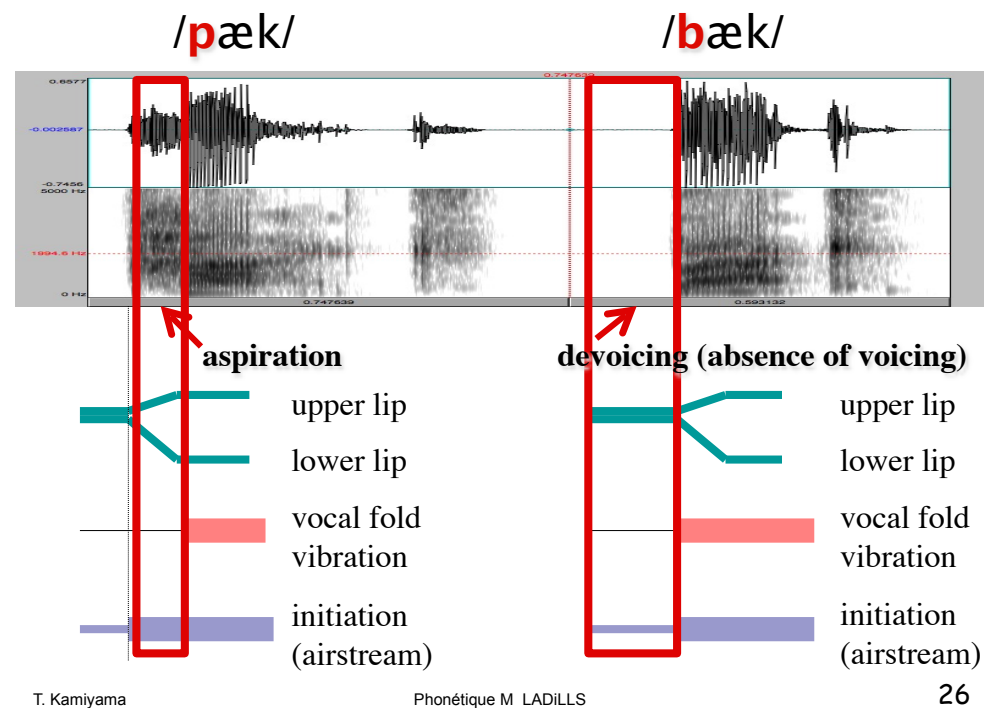 /pæk/ /bæk/
0.747639
0.6577
-0.002587
-0.7456
5000 Hz
1994.6 Hz
0 Hz
0.747639 0.593132
aspiration devoicing (absence of voicing)
upper lip upper lip
lower lip lower lip
vocal fold vocal fold
vibration vibration
initiation initiation
(airstream) (airstream)
T. Kamiyama Phonétique M LADiLLS 26